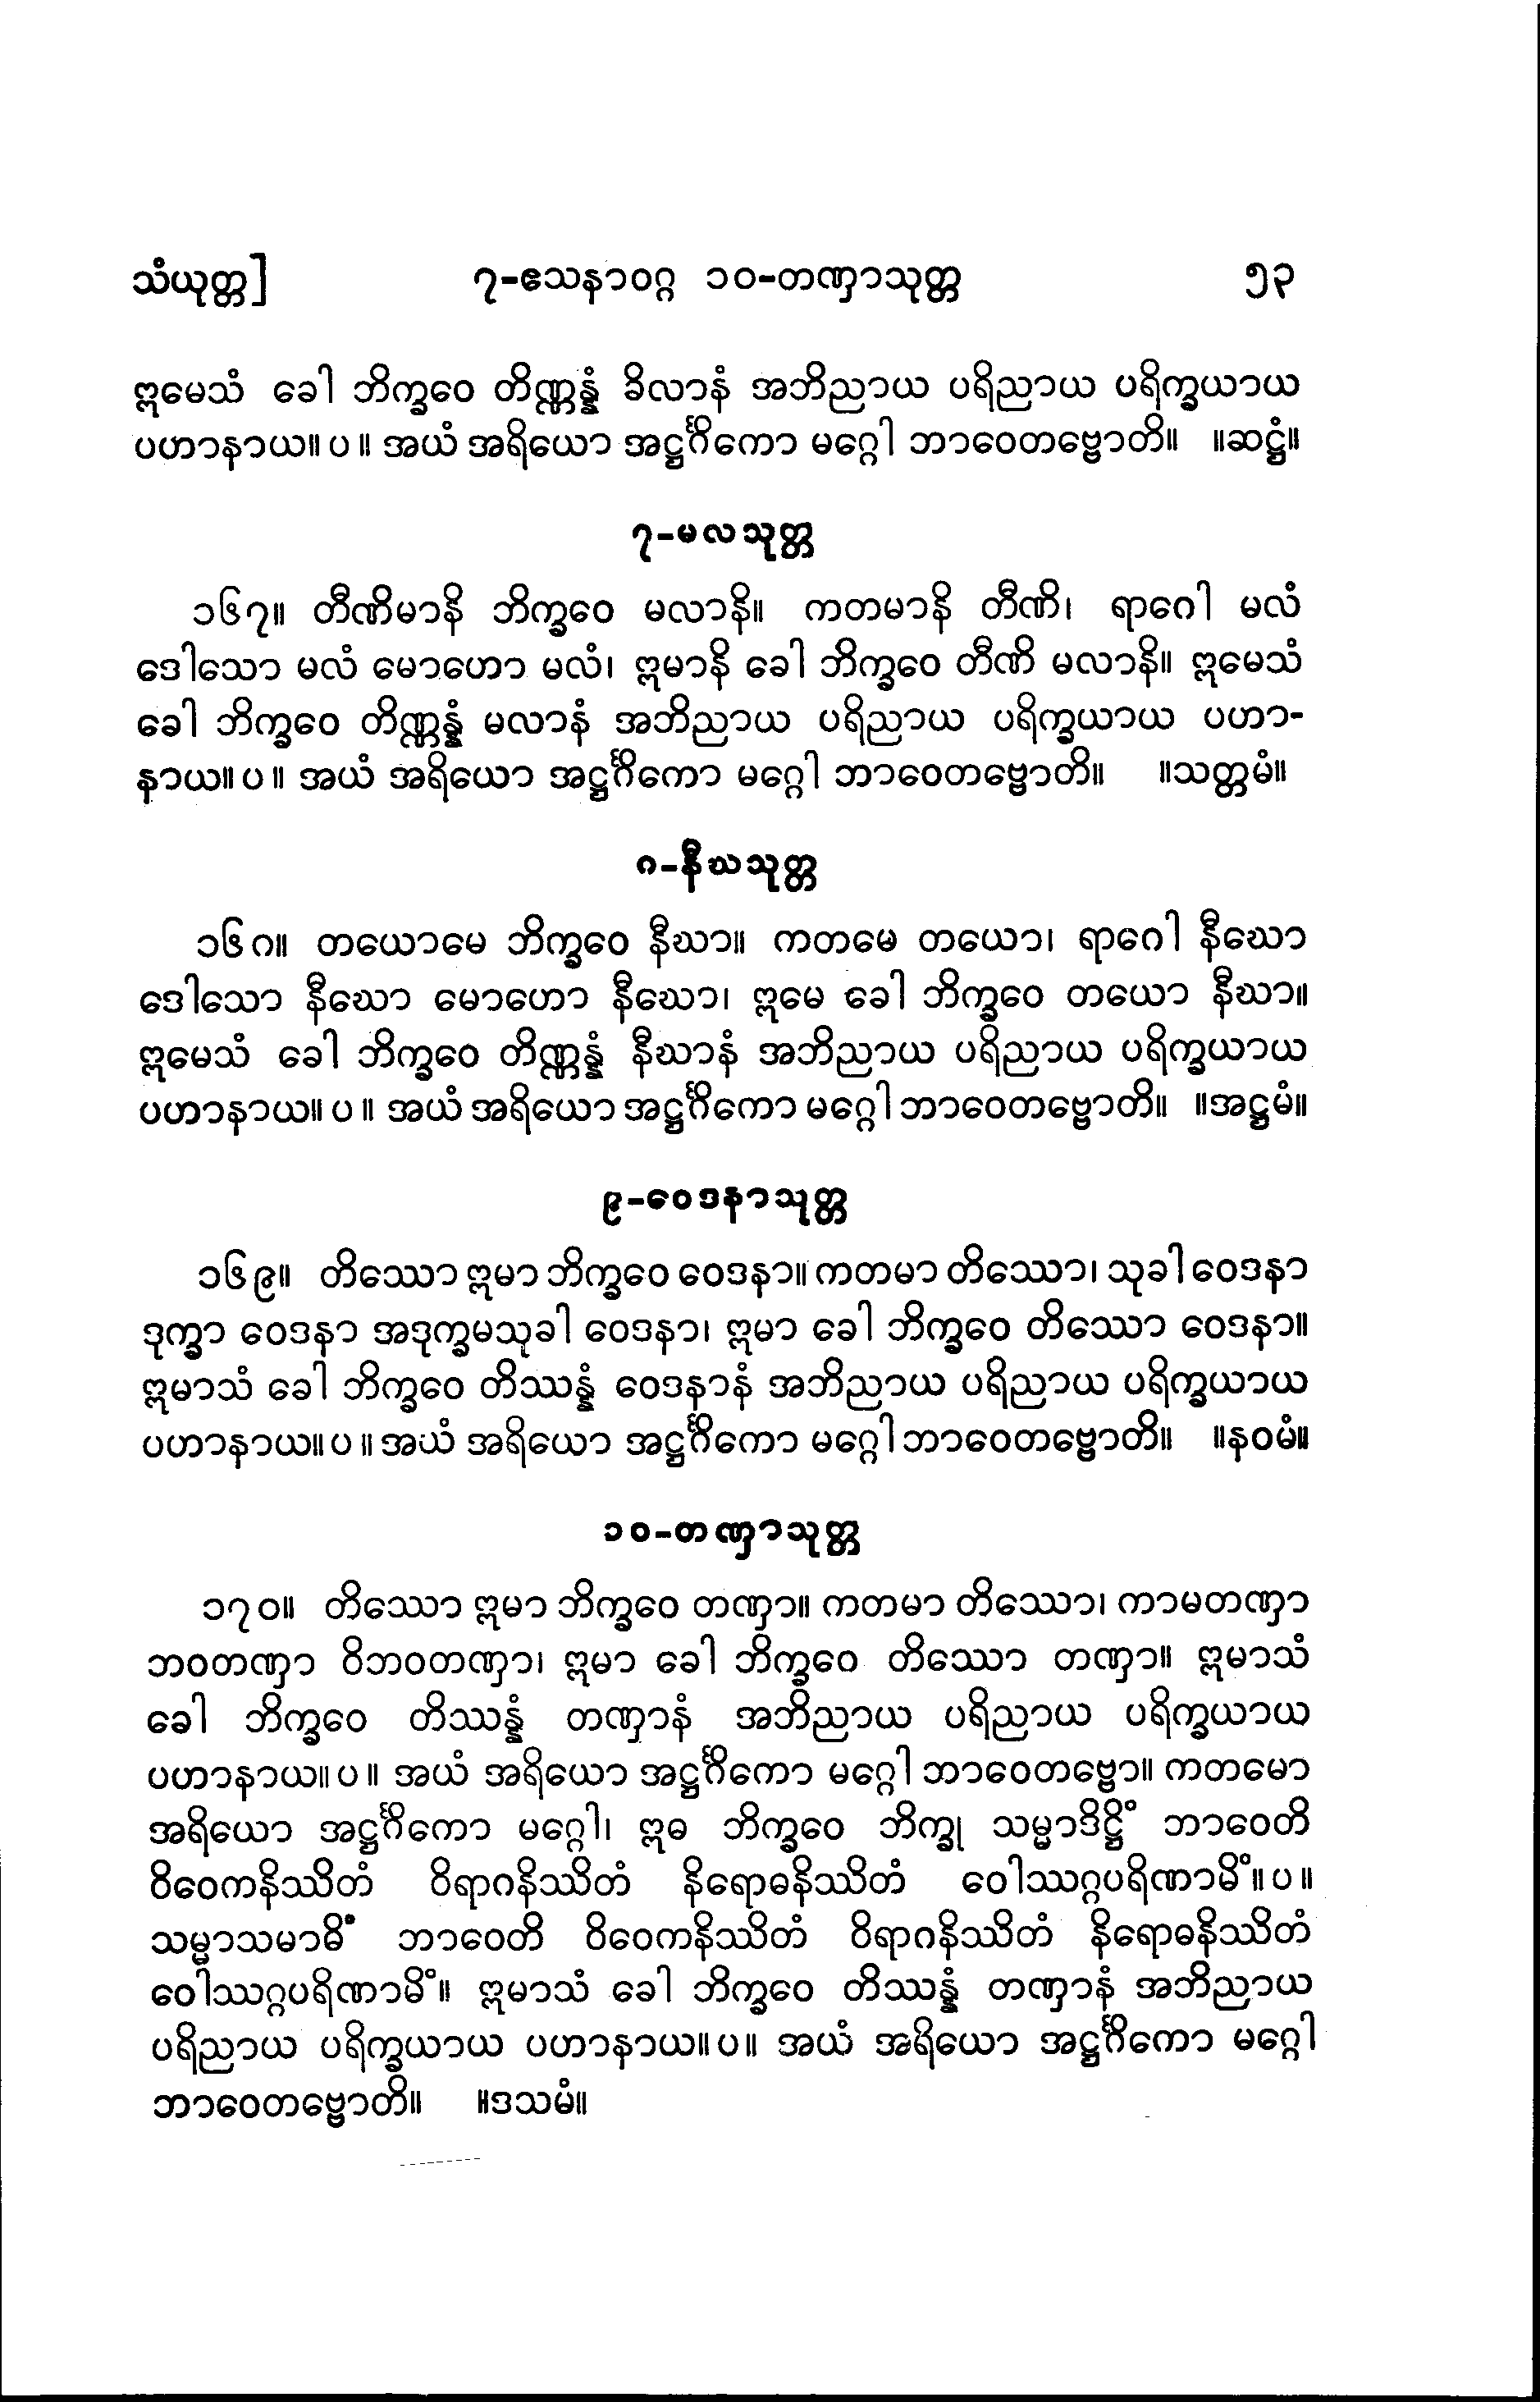 သံယုတ္တ]	၇-ဧသနာဝဂ္ဂ ၁၀-တဏှာသုတ္တ	၅၃
ဣမေသံ ခေါ ဘိက္ခဝေ တိဏ္ဏန္နံ ခိလာနံ အဘိညာယ ပရိညာယ ပရိက္ခယာယ
ပဟာနာယ။ ပ ။ အယံ အရိယော အဋ္ဌင်္ဂိကော မဂ္ဂေါ ဘာဝေတဗ္ဗောတိ။ ။ဆဋ္ဌံ။
၇-မလသုတ္တ
၁၆၇။ တီဏိမာနိ ဘိက္ခဝေ မလာနိ။ ကတမာနိ တီဏိ၊ ရာဂေါ မလံ
ဒေါသော မလံ မောဟော မလံ၊ ဣမာနိ ခေါ ဘိက္ခဝေ တီဏိ မလာနိ။ ဣမေသံ
ခေါ ဘိက္ခဝေ တိဏ္ဏန္နံ မလာနံ အဘိညာယ ပရိညာယ ပရိက္ခယာယ ပဟာ-
နာယ။ ပ ။ အယံ အရိယော အဋ္ဌင်္ဂိကော မဂ္ဂေါ ဘာဝေတဗ္ဗောတိ။ ။သတ္တမံ။
၈-နီဃသုတ္တ
၁၆၈။ တယောမေ ဘိက္ခဝေ နီဃာ။ ကတမေ တယော၊ ရာဂေါ နီဃော
ဒေါသော နီဃော မောဟော နီဃော၊ ဣမေ ခေါ ဘိက္ခဝေ တယော နီဃာ။
ဣမေသံ ခေါ ဘိက္ခဝေ တိဏ္ဏန္နံ နီဃာနံ အဘိညာယ ပရိညာယ ပရိက္ခယာယ
ပဟာနာယ။ ပ ။ အယံ အရိယော အဋ္ဌင်္ဂိကော မဂ္ဂေါ ဘာဝေတဗ္ဗောတိ။ ။အဋ္ဌမံ။
၉-ဝေဒနာသုတ္တ
၁၆၉။ တိဿော ဣမာ ဘိက္ခဝေ ဝေဒနာ။ ကတမာ တိဿော၊ သုခါ ဝေဒနာ
ဒုက္ခာ ဝေဒနာ အဒုက္ခမသုခါ ဝေဒနာ၊ ဣမာ ခေါ ဘိက္ခဝေ တိဿော ဝေဒနာ။
ဣမာသံ ခေါ ဘိက္ခဝေ တိဿန္နံ ဝေဒနာနံ အဘိညာယ ပရိညာယ ပရိက္ခယာယ
ပဟာနာယ။ ပ ။ အယံ အရိယော အဋ္ဌင်္ဂိကော မဂ္ဂေါ ဘာဝေတဗ္ဗောတိ။ ။နဝမံ။
၁၀-တဏှာသုတ္တ
၁၇၀။ တိဿော ဣမာ ဘိက္ခဝေ တဏှာ။ ကတမာ တိဿော၊ ကာမတဏှာ
ဘဝတဏှာ ဝိဘဝတဏှာ၊ ဣမာ ခေါ ဘိက္ခဝေ တိဿော တဏှာ။ ဣမာသံ
ခေါ ဘိက္ခဝေ တိဿန္နံ တဏှာနံ အဘိညာယ ပရိညာယ ပရိက္ခယာယ
ပဟာနာယ။ ပ ။ အယံ အရိယော အဋ္ဌင်္ဂိကော မဂ္ဂေါ ဘာဝေတဗ္ဗော။ ကတမော
အရိယော အဋ္ဌင်္ဂိကော မဂ္ဂေါ၊ ဣဓ ဘိက္ခဝေ ဘိက္ခု သမ္မာဒိဋ္ဌိံ ဘာဝေတိ
ဝိဝေကနိဿိတံ ဝိရာဂနိဿိတံ နိရောဓနိဿိတံ ဝေါဿဂ္ဂပရိဏာမိံ။ ပ ။
သမ္မာသမာဓိံ ဘာဝေတိ ဝိဝေကနိဿိတံ ဝိရာဂနိဿိတံ နိရောဓနိဿိတံ
ဝေါဿဂ္ဂပရိဏာမိံ။ ဣမာသံ ခေါ ဘိက္ခဝေ တိဿန္နံ တဏှာနံ အဘိညာယ
ပရိညာယ ပရိက္ခယာယ ပဟာနာယ။ ပ ။ အယံ အရိယော အဋ္ဌင်္ဂိကော မဂ္ဂေါ
ဘာဝေတဗ္ဗောတိ။ ။ဒသမံ။